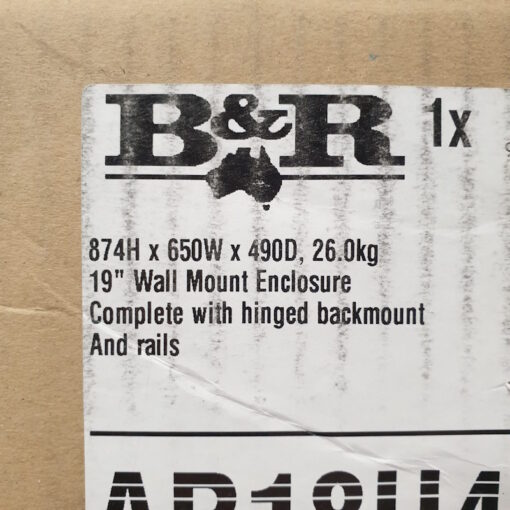 B&R 1x
874H x 650W x 490D, 26.0kg
19" Wall Mount Enclosure
Complete with hinged backmount
And rails